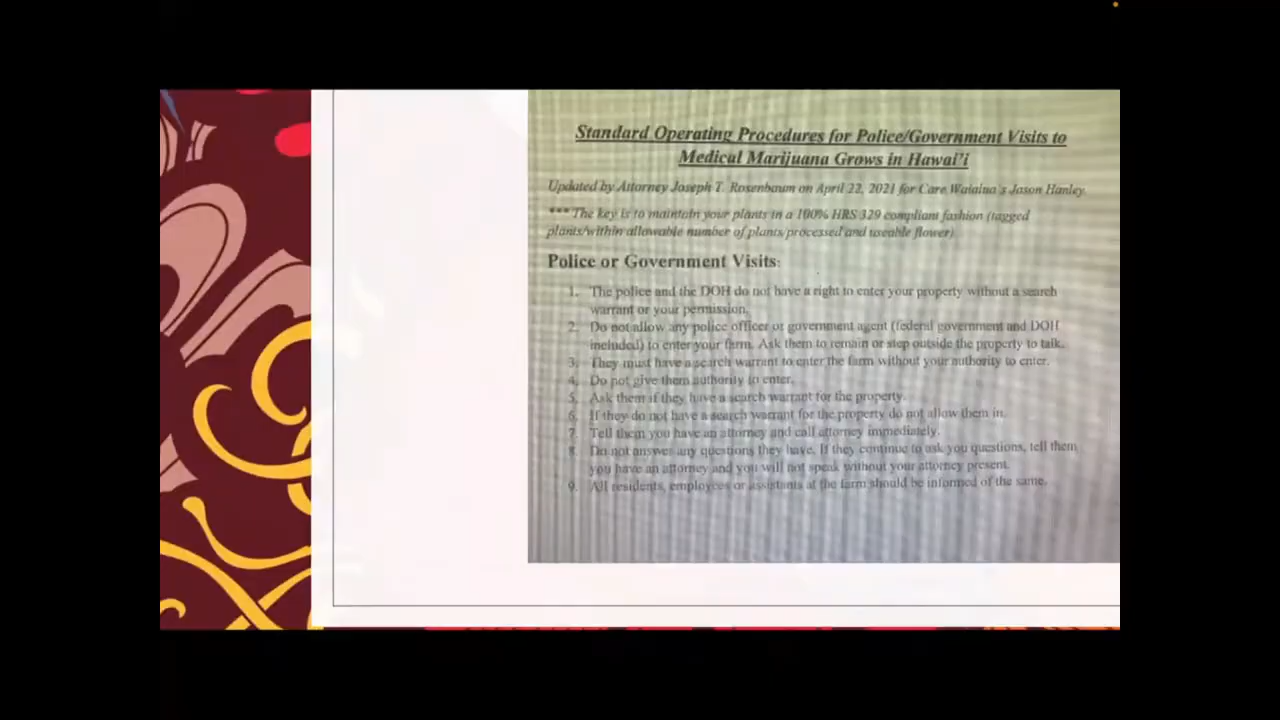 Standard Operating Procedures for Police/Government Visits to
Medical Marijuana Grows in Hawai'i
Updated by Attorney Joseph T. Rosenbaum on April 22, 2021 for Care Waialua's Jason Hanley.
*** The key is to maintain your plants in a 100% HRS 329 compliant fashion (tagged
plants/within allowable number of plants/processed and useable flower)
Police or Government Visits:
1. The police and the DOH do not have a right to enter your property without a search
warrant or your permission.
2. Do not allow any police officer or government agent (federal government and DOH
included) to enter your farm. Ask them to remain or step outside the property to talk.
3. They must have a search warrant to enter the farm without your authority to enter.
4. Do not give them authority to enter.
5. Ask them if they have a search warrant for the property.
6. If they do not have a search warrant for the property do not allow them in.
7. Tell them you have an attorney and call attorney immediately.
8. Do not answer any questions they have. If they continue to ask you questions, tell them
you have an attorney and you will not speak without your attorney present.
9. All residents, employees or assistants at the farm should be informed of the same.